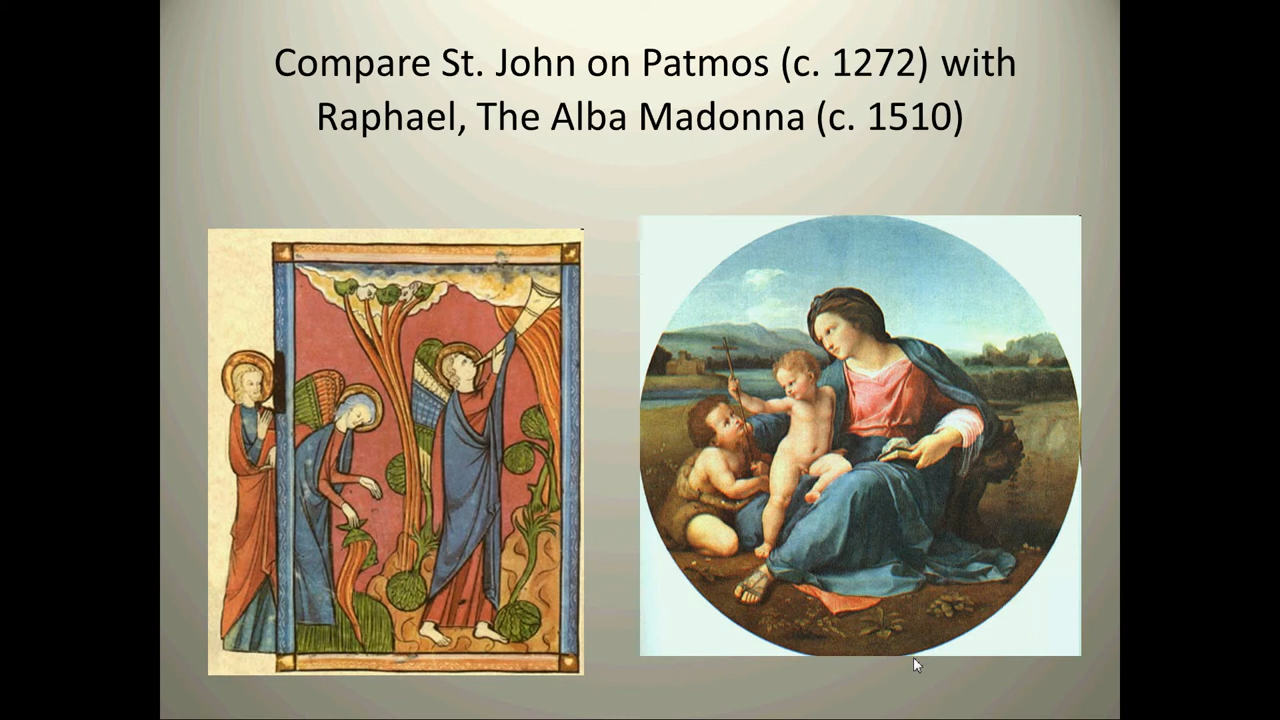 Compare St. John on Patmos (c. 1272) with
Raphael, The Alba Madonna (c. 1510)